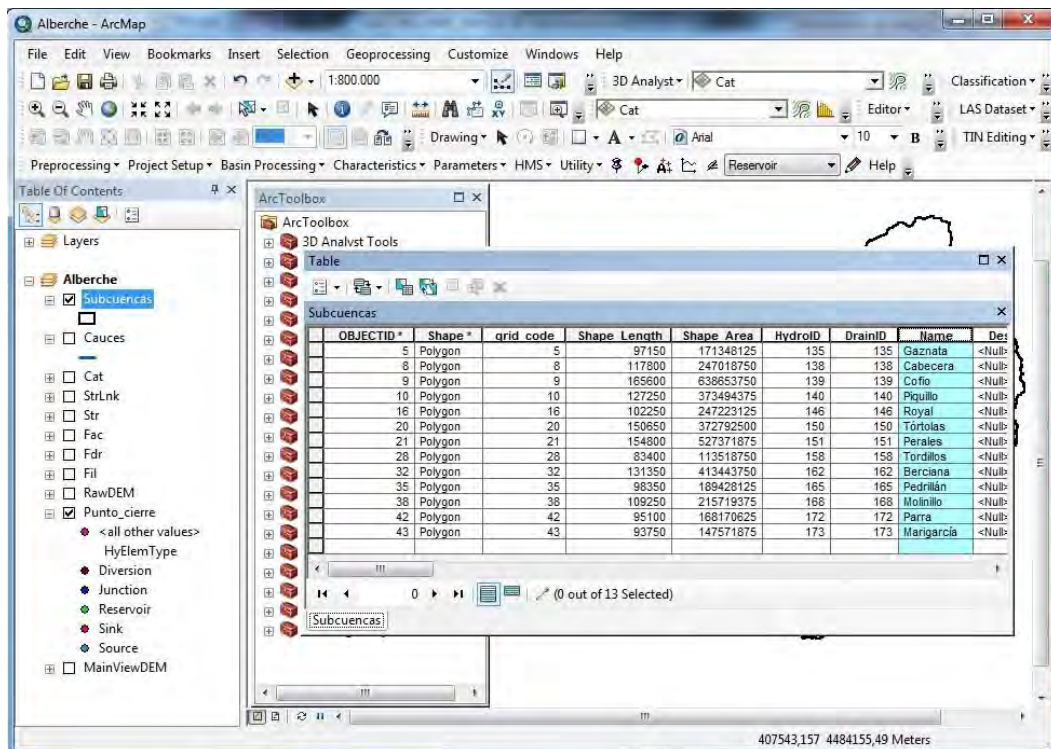 Alberche - ArcMap
File Edit View Bookmarks Insert Selection Geoprocessing Customize Windows Help
1:800.000 3D Analyst Cat Classification
Cat Editor LAS Dataset
Drawing A Arial 10 B TIN Editing
Preprocessing Project Setup Basin Processing Characteristics Parameters HMS Utility Reservoir Help
Table Of Contents
Layers
Alberche
Subcuencas
Cauces
Cat
StrLnk
Str
Fac
Fdr
Fil
RawDEM
Punto_cierre
<all other values>
HyElemType
Diversion
Junction
Reservoir
Sink
Source
MainViewDEM
ArcToolbox
ArcToolbox
3D Analyst Tools
Table
Subcuencas
OBJECTID * Shape * grid_code Shape_Length Shape_Area HydroID DrainID Name Des
5 Polygon 5 97150 171348125 135 135 Gaznata <Null>
8 Polygon 8 117800 247018750 138 138 Cabecera <Null>
9 Polygon 9 165600 638653750 139 139 Cofio <Null>
10 Polygon 10 127250 373494375 140 140 Piquillo <Null>
16 Polygon 16 102250 247223125 146 146 Royal <Null>
20 Polygon 20 150650 372792500 150 150 Tórtolas <Null>
21 Polygon 21 154800 527371875 151 151 Perales <Null>
28 Polygon 28 83400 113518750 158 158 Tordillos <Null>
32 Polygon 32 131350 413443750 162 162 Berciana <Null>
35 Polygon 35 98350 189428125 165 165 Pedrillán <Null>
38 Polygon 38 109250 215719375 168 168 Molinillo <Null>
42 Polygon 42 95100 168170625 172 172 Parra <Null>
43 Polygon 43 93750 147571875 173 173 Marigarcía <Null>
0 (0 out of 13 Selected)
Subcuencas
407543,157 4484155,49 Meters